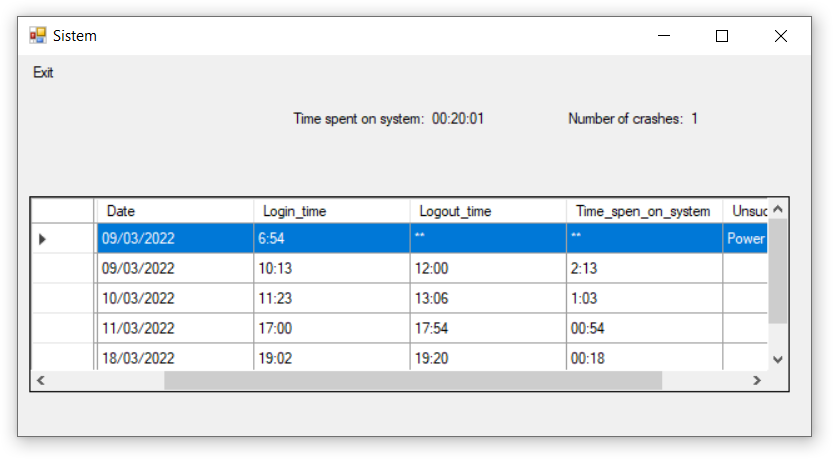 Sistem
Exit
Time spent on system: 00:20:01 Number of crashes: 1
Date Login_time Logout_time Time_spen_on_system Unsuc
09/03/2022 6:54 ** ** Power
09/03/2022 10:13 12:00 2:13
10/03/2022 11:23 13:06 1:03
11/03/2022 17:00 17:54 00:54
18/03/2022 19:02 19:20 00:18